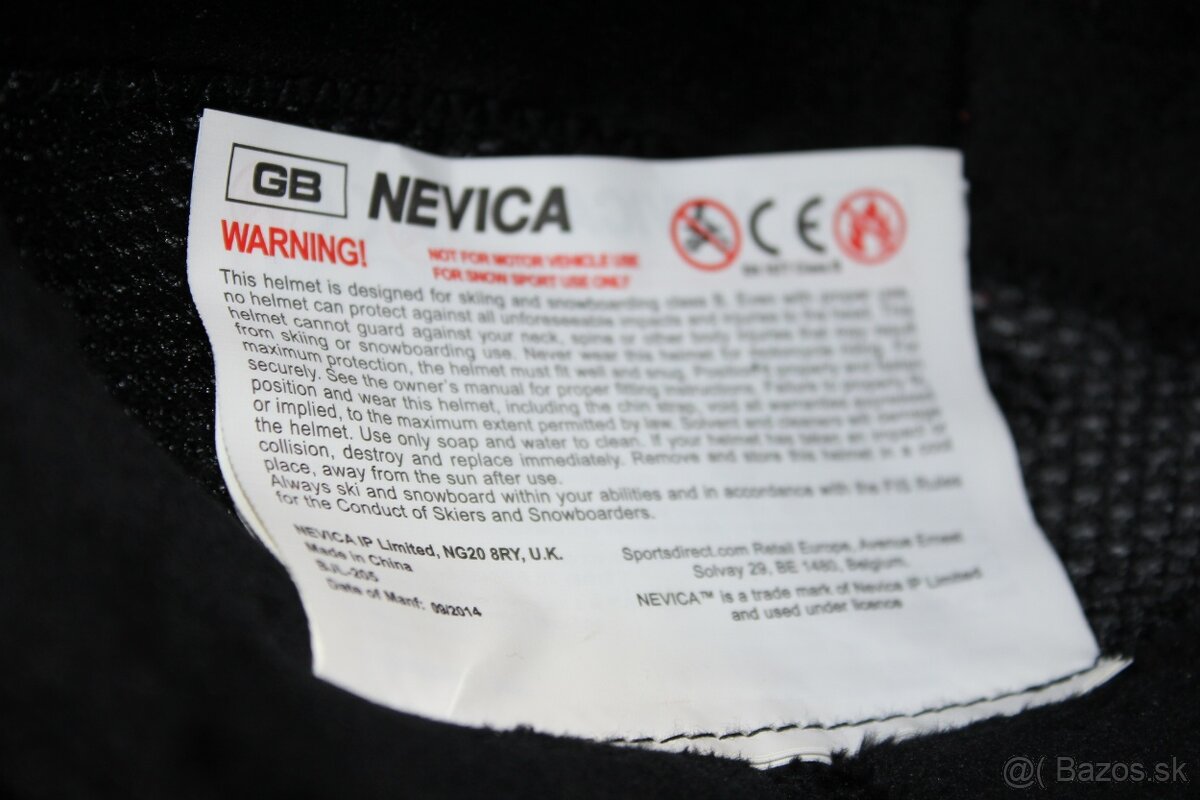 GB NEVICA CE
WARNING! NOT FOR MOTOR VEHICLE USE
FOR SNOW SPORT USE ONLY
This helmet is designed for skiing and snowboarding class B. Even with proper use,
no helmet can protect against all unforeseeable impacts and injuries to the head. This
helmet cannot guard against your neck, spine or other body injuries that may result
from skiing or snowboarding use. Never wear this helmet for motorcycle riding. For
maximum protection, the helmet must fit well and snug. Position properly and fasten
securely. See the owner's manual for proper fitting instructions. Failure to properly fit,
position and wear this helmet, including the chin strap, void all warranties expressed
or implied, to the maximum extent permitted by law. Solvent and cleaners will damage
the helmet. Use only soap and water to clean. If your helmet has taken an impact or
collision, destroy and replace immediately. Remove and store this helmet in a cool
place, away from the sun after use.
Always ski and snowboard within your abilities and in accordance with the FIS Rules
for the Conduct of Skiers and Snowboarders.
NEVICA IP Limited, NG20 8RY, U.K.
Made in China
BJL-205
Date of Manf: 09/2014
Sportsdirect.com Retail Europe, Avenue Ernest
Solvay 29, BE 1480, Belgium.
NEVICA™ is a trade mark of Nevica IP Limited
and used under licence
@( Bazos.sk